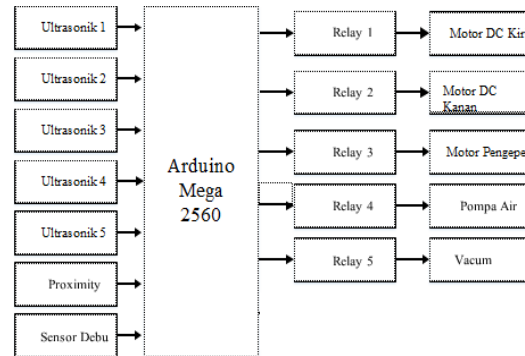 Ultrasonik 1
Ultrasonik 2
Ultrasonik 3
Ultrasonik 4
Ultrasonik 5
Proximity
Sensor Debu
Arduino
Mega
2560
Relay 1
Relay 2
Relay 3
Relay 4
Relay 5
Motor DC Kir
Motor DC
Kanan
Motor Pengepe
Pompa Air
Vacum